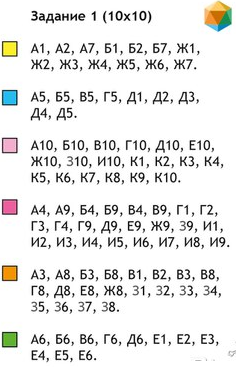 Задание 1 (10x10)
А1, А2, А7, Б1, Б2, Б7, Ж1,
Ж2, Ж3, Ж4, Ж5, Ж6, Ж7.
А5, Б5, В5, Г5, Д1, Д2, Д3,
Д4, Д5.
А10, Б10, В10, Г10, Д10, Е10,
Ж10, З10, И10, К1, К2, К3, К4,
К5, К6, К7, К8, К9, К10.
А4, А9, Б4, Б9, В4, В9, Г1, Г2,
Г3, Г4, Г9, Д9, Е9, Ж9, З9, И1,
И2, И3, И4, И5, И6, И7, И8, И9.
А3, А8, Б3, Б8, В1, В2, В3, В8,
Г8, Д8, Е8, Ж8, З1, З2, З3, З4,
З5, З6, З7, З8.
А6, Б6, В6, Г6, Д6, Е1, Е2, Е3,
Е4, Е5, Е6.